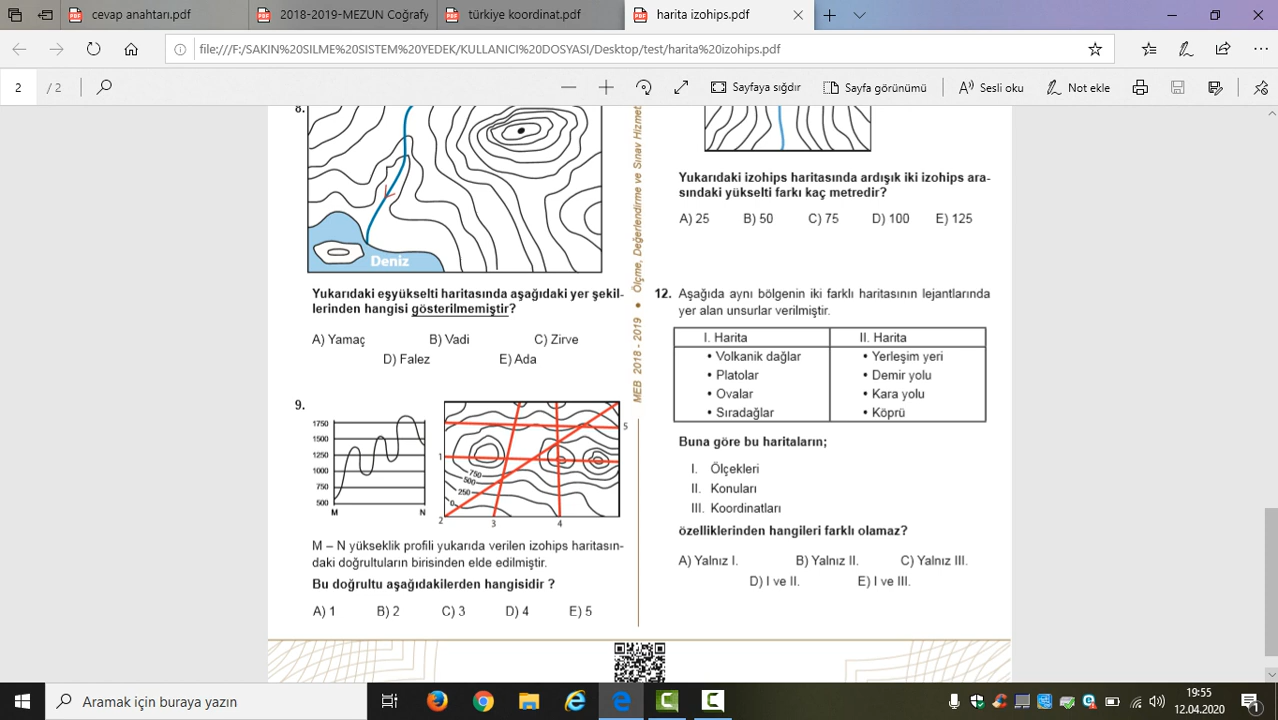 cevap anahtarı.pdf
2018-2019 Coğrafy
türkiye koordinat.pdf
harita izohips.pdf
file:///F:/SAKIN%20SILME%20SISTEM%20YEDEK/KULLANICI%20DOSYASI/Desktop/test/harita%20izohips.pdf
2 / 2
Sayfaya sığdır
Sayfa görünümü
Sesli oku
Not ekle
8.
Deniz
Yukarıdaki eşyükselti haritasında aşağıdaki yer şekil-
lerinden hangisi gösterilmemiştir?
A) Yamaç B) Vadi C) Zirve
D) Falez E) Ada
9.
1750
1500
1250
1000
750
500
M N
750
500
250
0
1
2
3
4
5
M – N yükseklik profili yukarıda verilen izohips haritasın-
daki doğrultuların birisinden elde edilmiştir.
Bu doğrultu aşağıdakilerden hangisidir ?
A) 1 B) 2 C) 3 D) 4 E) 5
MEB 2018 - 2019 • Ölçme, Değerlendirme ve Sınav Hizmet
Yukarıdaki izohips haritasında ardışık iki izohips ara-
sındaki yükselti farkı kaç metredir?
A) 25 B) 50 C) 75 D) 100 E) 125
12. Aşağıda aynı bölgenin iki farklı haritasının lejantlarında
yer alan unsurlar verilmiştir.
I. Harita II. Harita
• Volkanik dağlar • Yerleşim yeri
• Platolar • Demir yolu
• Ovalar • Kara yolu
• Sıradağlar • Köprü
Buna göre bu haritaların;
I. Ölçekleri
II. Konuları
III. Koordinatları
özelliklerinden hangileri farklı olamaz?
A) Yalnız I. B) Yalnız II. C) Yalnız III.
D) I ve II. E) I ve III.
Aramak için buraya yazın
19:55
12.04.2020